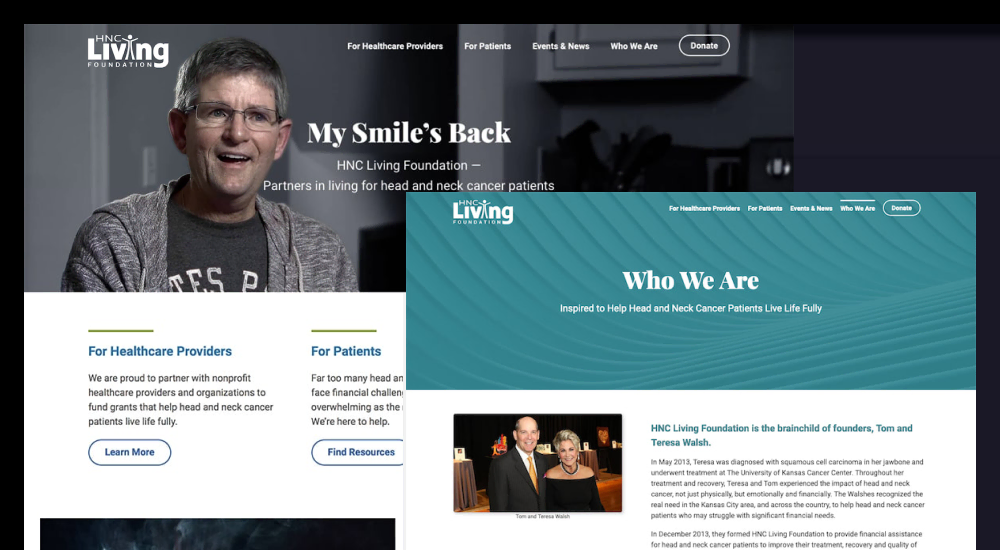 HNC
Living
FOUNDATION
For Healthcare Providers
For Patients
Events & News
Who We Are
Donate
My Smile's Back
HNC Living Foundation —
Partners in living for head and neck cancer patients
For Healthcare Providers
We are proud to partner with nonprofit
healthcare providers and organizations to
fund grants that help head and neck cancer
patients live life fully.
Learn More
For Patients
Far too many head an
face financial challen
overwhelming as the
We're here to help.
Find Resources
HNC
Living
FOUNDATION
For Healthcare Providers
For Patients
Events & News
Who We Are
Donate
Who We Are
Inspired to Help Head and Neck Cancer Patients Live Life Fully
Tom and Teresa Walsh
HNC Living Foundation is the brainchild of founders, Tom and
Teresa Walsh.
In May 2013, Teresa was diagnosed with squamous cell carcinoma in her jawbone and
underwent treatment at The University of Kansas Cancer Center. Throughout her
treatment and recovery, Teresa and Tom experienced the impact of head and neck
cancer, not just physically, but emotionally and financially. The Walshes recognized the
real need in the Kansas City area, and across the country, to help head and neck cancer
patients who may struggle with significant financial needs.
In December 2013, they formed HNC Living Foundation to provide financial assistance
for head and neck cancer patients to improve their treatment, recovery and quality of